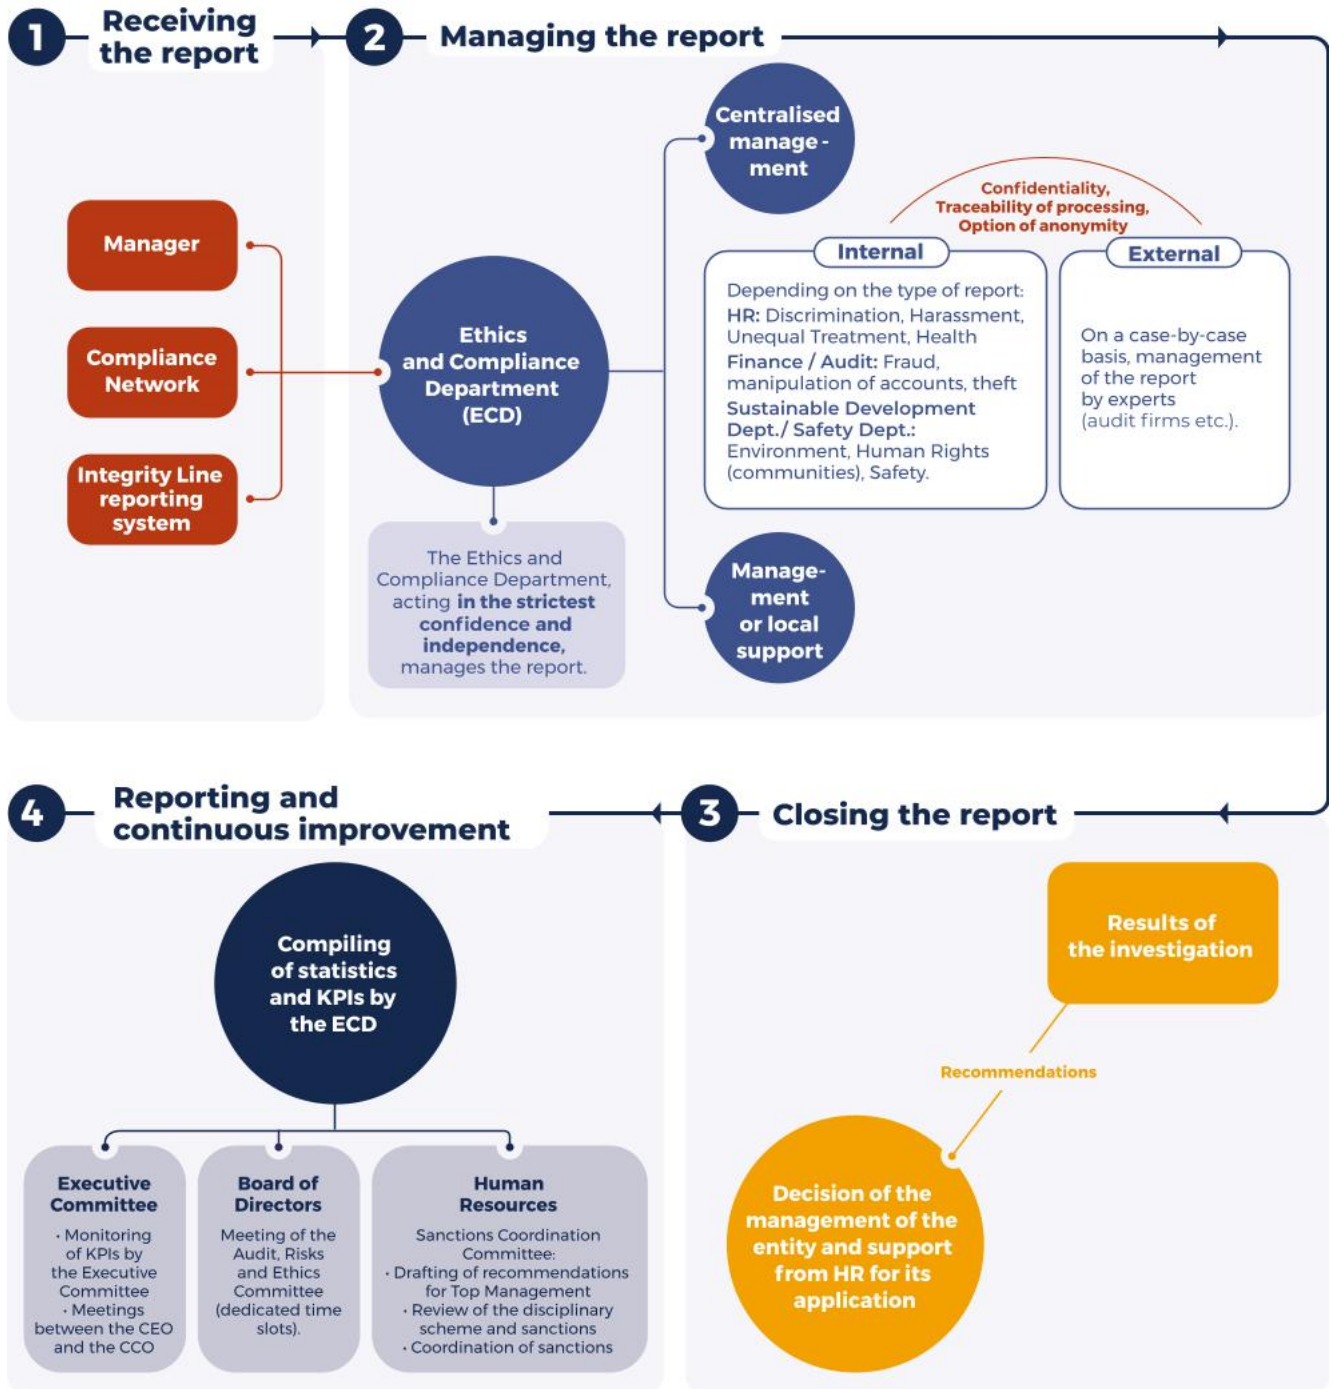 1
Receiving
the report
2
Managing the report
Manager
Compliance
Network
Integrity Line
reporting
system
Ethics
and Compliance
Department
(ECD)
The Ethics and
Compliance Department,
acting in the strictest
confidence and
independence,
manages the report.
Centralised
manage -
ment
Confidentiality,
Traceability of processing,
Option of anonymity
Internal
Depending on the type of report:
HR: Discrimination, Harassment,
Unequal Treatment, Health
Finance / Audit: Fraud,
manipulation of accounts, theft
Sustainable Development
Dept./ Safety Dept.:
Environment, Human Rights
(communities), Safety.
External
On a case-by-case
basis, management
of the report
by experts
(audit firms etc.).
Manage-
ment
or local
support
3
Closing the report
Results of
the investigation
Recommendations
Decision of the
management of the
entity and support
from HR for its
application
4
Reporting and
continuous improvement
Compiling
of statistics
and KPIs by
the ECD
Executive
Committee
· Monitoring
of KPIs by
the Executive
Committee
· Meetings
between the CEO
and the CCO
Board of
Directors
Meeting of the
Audit, Risks
and Ethics
Committee
(dedicated time
slots).
Human
Resources
Sanctions Coordination
Committee:
· Drafting of recommendations
for Top Management
· Review of the disciplinary
scheme and sanctions
· Coordination of sanctions